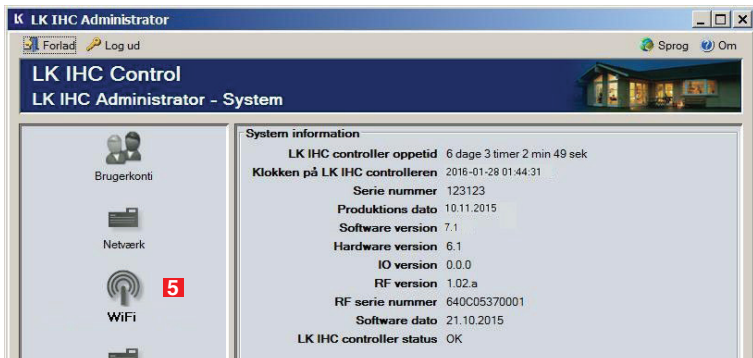 K LK IHC Administrator
Forlad Log ud Sprog Om
LK IHC Control
LK IHC Administrator - System
Brugerkonti
Netværk
WiFi 5
System information
LK IHC controller oppetid 6 dage 3 timer 2 min 49 sek
Klokken på LK IHC controlleren 2016-01-28 01:44:31
Serie nummer 123123
Produktions dato 10.11.2015
Software version 7.1
Hardware version 6.1
IO version 0.0.0
RF version 1.02.a
RF serie nummer 640C05370001
Software dato 21.10.2015
LK IHC controller status OK